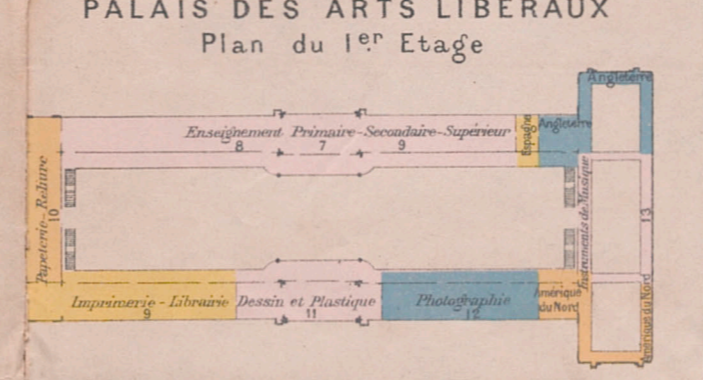 PALAIS DES ARTS LIBÉRAUX
Plan du 1er Etage
Angleterre
Enseignement Primaire-Secondaire-Supérieur
8 7 9
Espagne
Angleterre
Papeterie-Reliure
10
Instruments de Musique
13
Imprimerie-Librairie
9
Dessin et Plastique
11
Photographie
12
Amérique
du Nord
Amérique du Nord